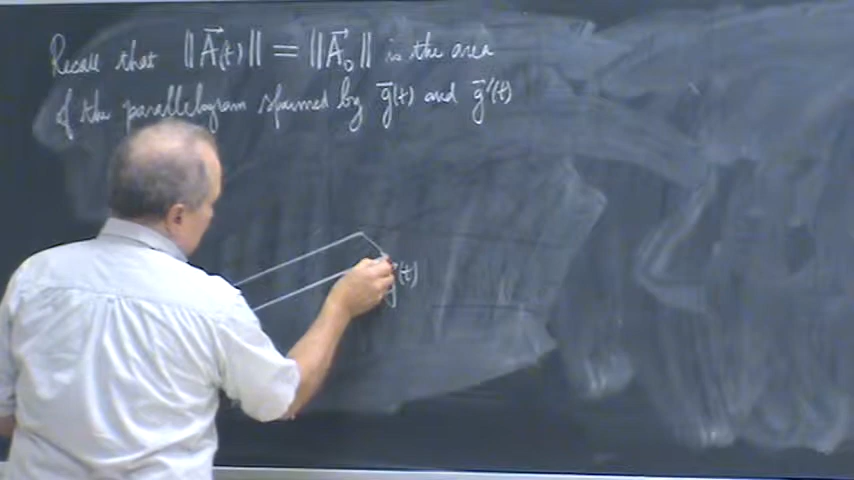 Recall that ||A⃗(t)|| = ||A⃗₀|| is the area
of the parallelogram spanned by g⃗(t) and g⃗'(t)
g⃗(t)